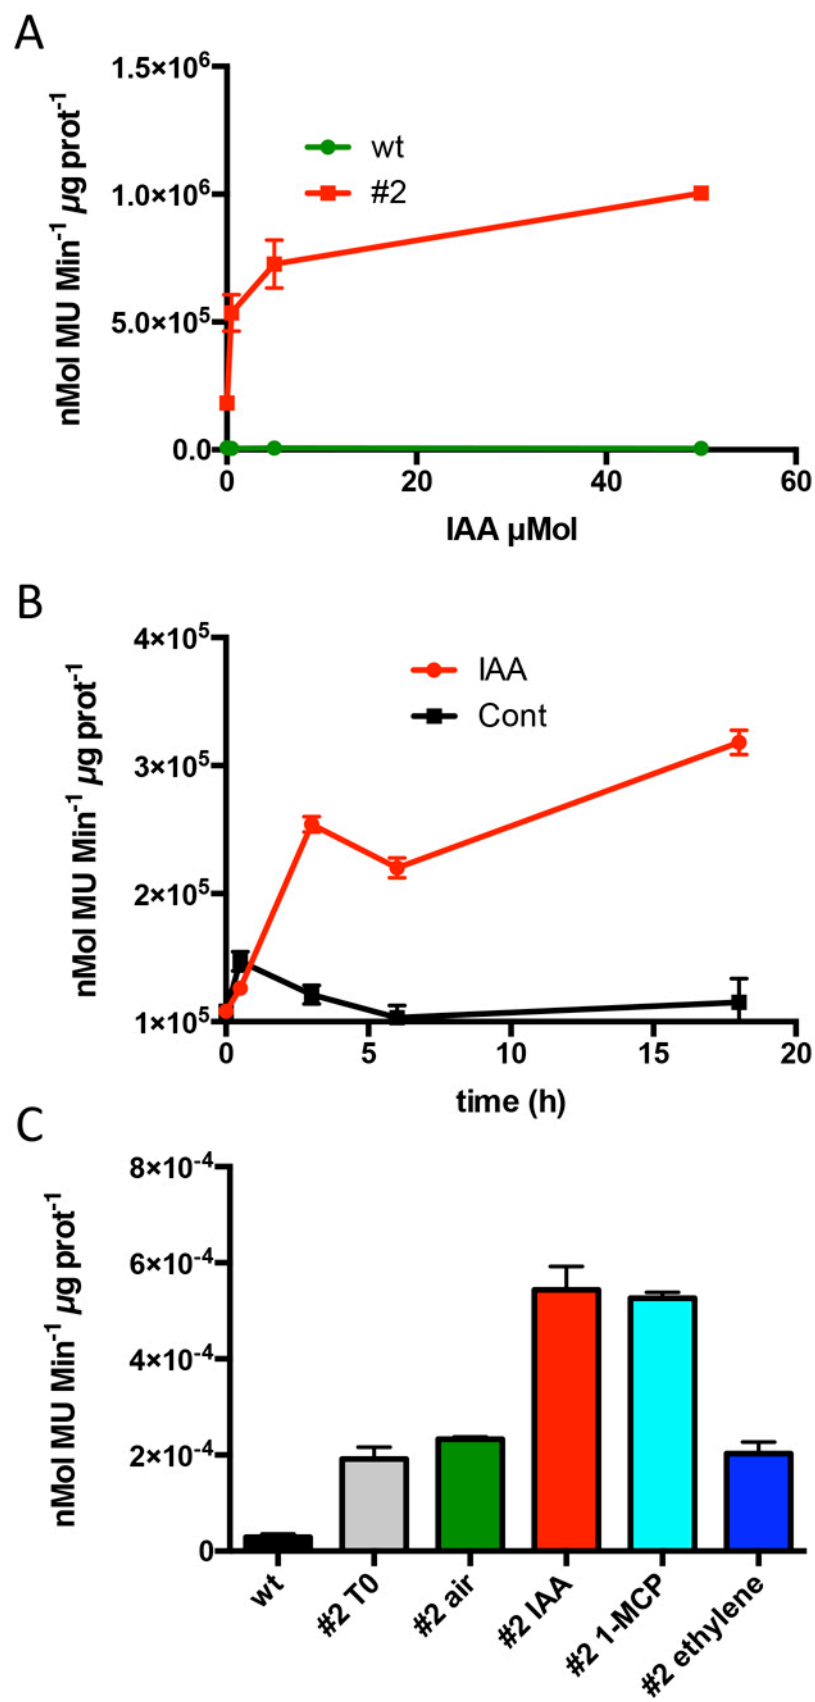 A
nMol MU Min⁻¹ µg prot⁻¹
1.5×10⁶
1.0×10⁶
5.0×10⁵
0.0
wt
#2
0 20 40 60
IAA µMol
B
nMol MU Min⁻¹ µg prot⁻¹
4×10⁵
3×10⁵
2×10⁵
1×10⁵
IAA
Cont
0 5 10 15 20
time (h)
C
nMol MU Min⁻¹ µg prot⁻¹
8×10⁻⁴
6×10⁻⁴
4×10⁻⁴
2×10⁻⁴
0
wt
#2 T0
#2 air
#2 IAA
#2 1-MCP
#2 ethylene